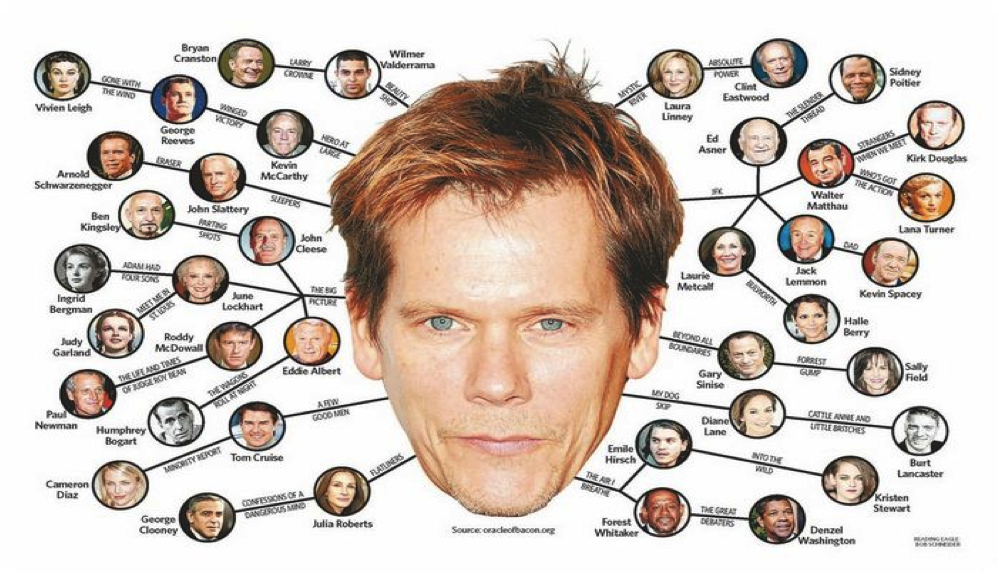 Vivien Leigh
GONE WITH
THE WIND
George
Reeves
WINGED
VICTORY
Kevin
McCarthy
HERO AT
LARGE
Bryan
Cranston
LARRY
CROWNE
Wilmer
Valderrama
BEAUTY
SHOP
Arnold
Schwarzenegger
ERASER
John Slattery
SLEEPERS
Ben
Kingsley
PARTING
SHOTS
John
Cleese
Ingrid
Bergman
ADAM HAD
FOUR SONS
June
Lockhart
THE BIG
PICTURE
Judy
Garland
MEET ME IN
ST. LOUIS
Roddy
McDowall
Eddie Albert
Paul
Newman
THE LIFE AND TIMES
OF JUDGE ROY BEAN
Humphrey
Bogart
THE WAGONS
ROLL AT NIGHT
Tom Cruise
A FEW
GOOD MEN
Cameron
Diaz
MINORITY REPORT
George
Clooney
CONFESSIONS OF A
DANGEROUS MIND
Julia Roberts
FLATLINERS
Source: oracleofbacon.org
MYSTIC
RIVER
Laura
Linney
ABSOLUTE
POWER
Clint
Eastwood
Sidney
Poitier
THE SLENDER
THREAD
Ed
Asner
JFK
STRANGERS
WHEN WE MEET
Kirk Douglas
Walter
Matthau
WHO'S GOT
THE ACTION
Lana Turner
Jack
Lemmon
DAD
Kevin Spacey
Laurie
Metcalf
BULWORTH
Halle
Berry
BEYOND ALL
BOUNDARIES
Gary
Sinise
FORREST
GUMP
Sally
Field
MY DOG
SKIP
Diane
Lane
CATTLE ANNIE AND
LITTLE BRITCHES
Burt
Lancaster
Emile
Hirsch
INTO THE
WILD
Kristen
Stewart
THE AIR I
BREATHE
Forest
Whitaker
THE GREAT
DEBATERS
Denzel
Washington
READING EAGLE
BOB SCHNEIDER